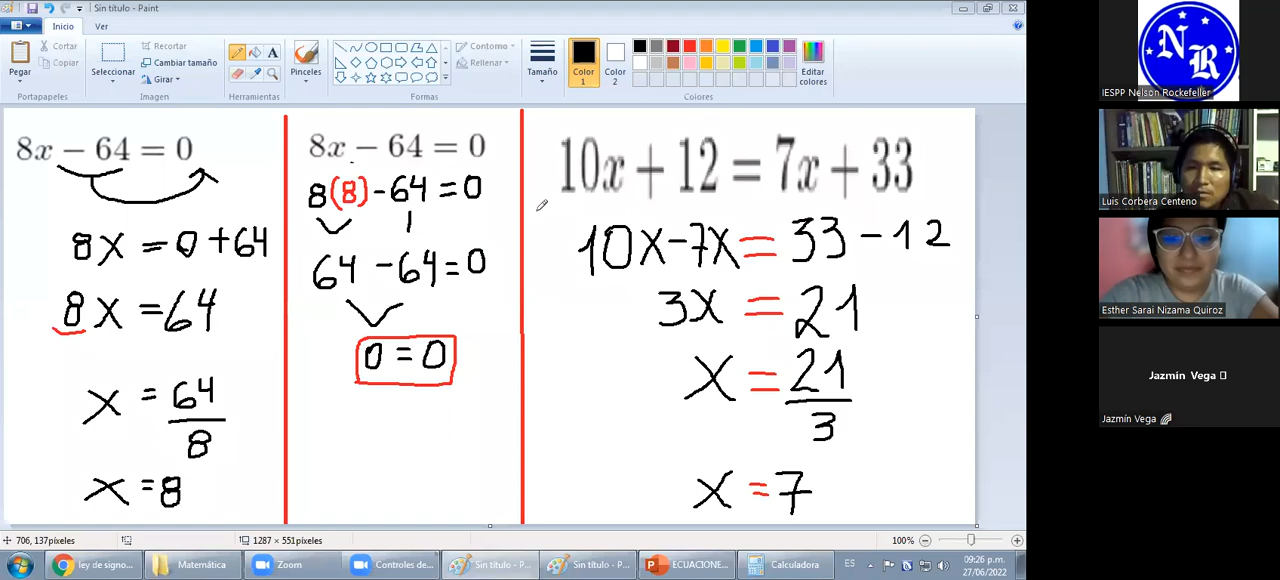 Sin título - Paint
Inicio
Ver
Pegar
Cortar
Copiar
Portapapeles
Seleccionar
Recortar
Cambiar tamaño
Girar
Imagen
A
Herramientas
Pinceles
Contorno
Rellenar
Formas
Tamaño
Color
1
Color
2
Editar
colores
Colores
8x − 64 = 0
8x = 0 + 64
8x = 64
x = 64
8
x = 8
8x − 64 = 0
8(8) - 64 = 0
64 - 64 = 0
0 = 0
10x + 12 = 7x + 33
10x - 7x = 33 - 12
3x = 21
x = 21
3
x = 7
NR
IESPP Nelson Rockefeller
Luis Corbera Centeno
Esther Sarai Nizama Quiroz
Jazmín Vega
Jazmín Vega
706, 137píxeles
1287 × 551píxeles
100%
ley de signo...
Matemática
Zoom
Controles de...
Sin título - P...
Sin título - P...
ECUACIONE...
Calculadora
ES
09:26 p.m.
27/06/2022